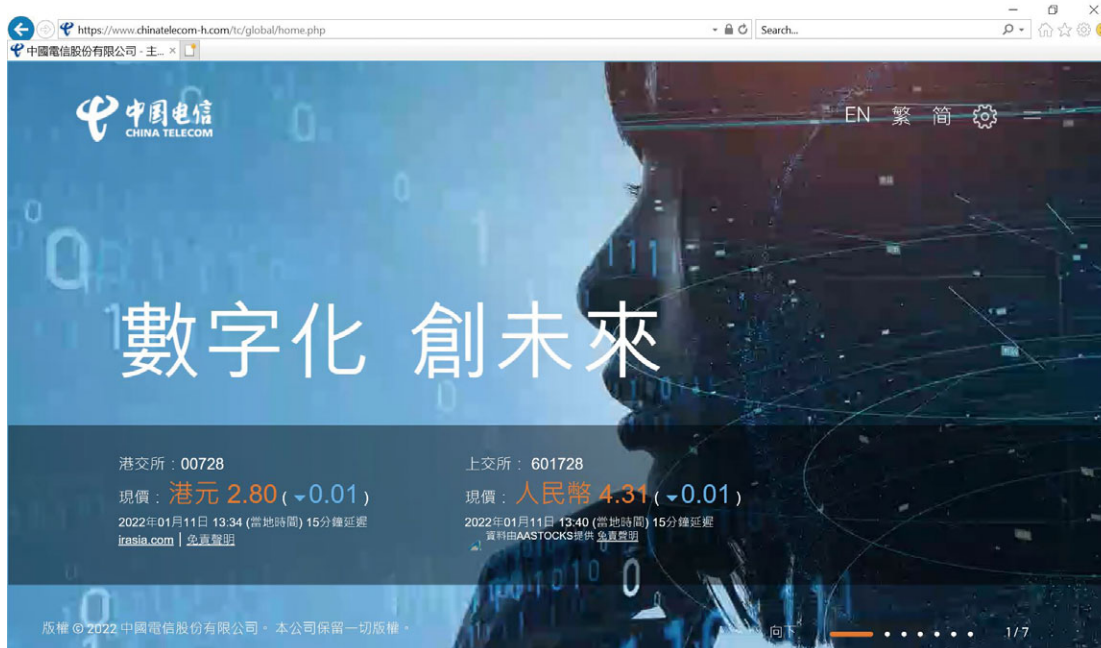 https://www.chinatelecom-h.com/tc/global/home.php
Search...
中國電信股份有限公司 - 主...
中国电信
CHINA TELECOM
EN 繁 简
數字化 創未來
港交所：00728
現價：港元 2.80 ( 0.01 )
2022年01月11日 13:34 (當地時間) 15分鐘延遲
irasia.com | 免責聲明
上交所： 601728
現價：人民幣 4.31 ( 0.01 )
2022年01月11日 13:40 (當地時間) 15分鐘延遲
資料由AASTOCKS提供 免責聲明
版權 © 2022 中國電信股份有限公司。 本公司保留一切版權。
向下
1/7